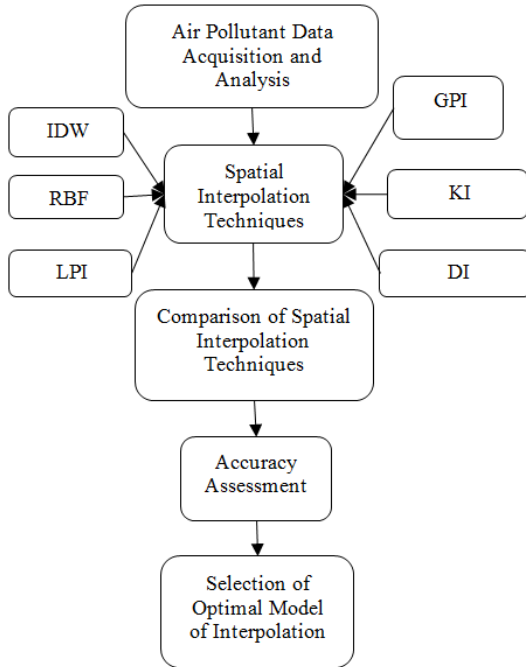 Air Pollutant Data
Acquisition and
Analysis
IDW
GPI
RBF
Spatial
Interpolation
Techniques
KI
LPI
DI
Comparison of Spatial
Interpolation
Techniques
Accuracy
Assessment
Selection of
Optimal Model
of Interpolation